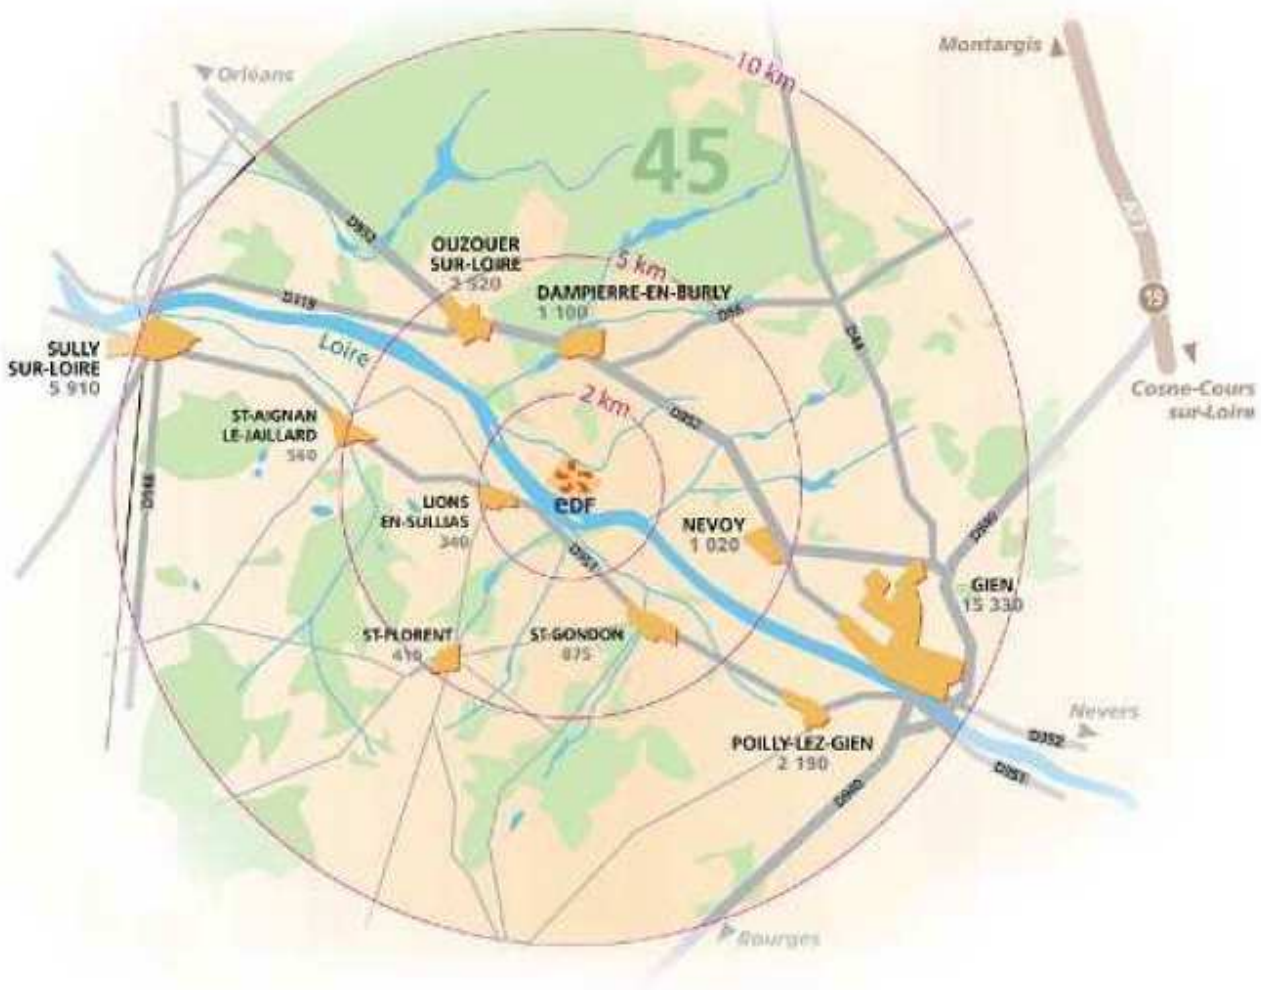 Montargis
10 km
Orléans
45
D952
OUZOUER
SUR-LOIRE
2 520
5 km
DAMPIERRE-EN-BURLY
1 100
D119
Loire
D44
19
SULLY
SUR-LOIRE
5 910
Cosne-Cours
sur-Loire
2 km
D952
ST-AIGNAN
LE-JAILLARD
560
LIONS
EN-SULLIAS
340
eDF
NEVOY
1 020
D940
D951
GIEN
15 330
ST-FLORENT
410
ST-GONDON
875
POILLY-LEZ-GIEN
2 190
Nevers
D952
D951
D940
Bourges